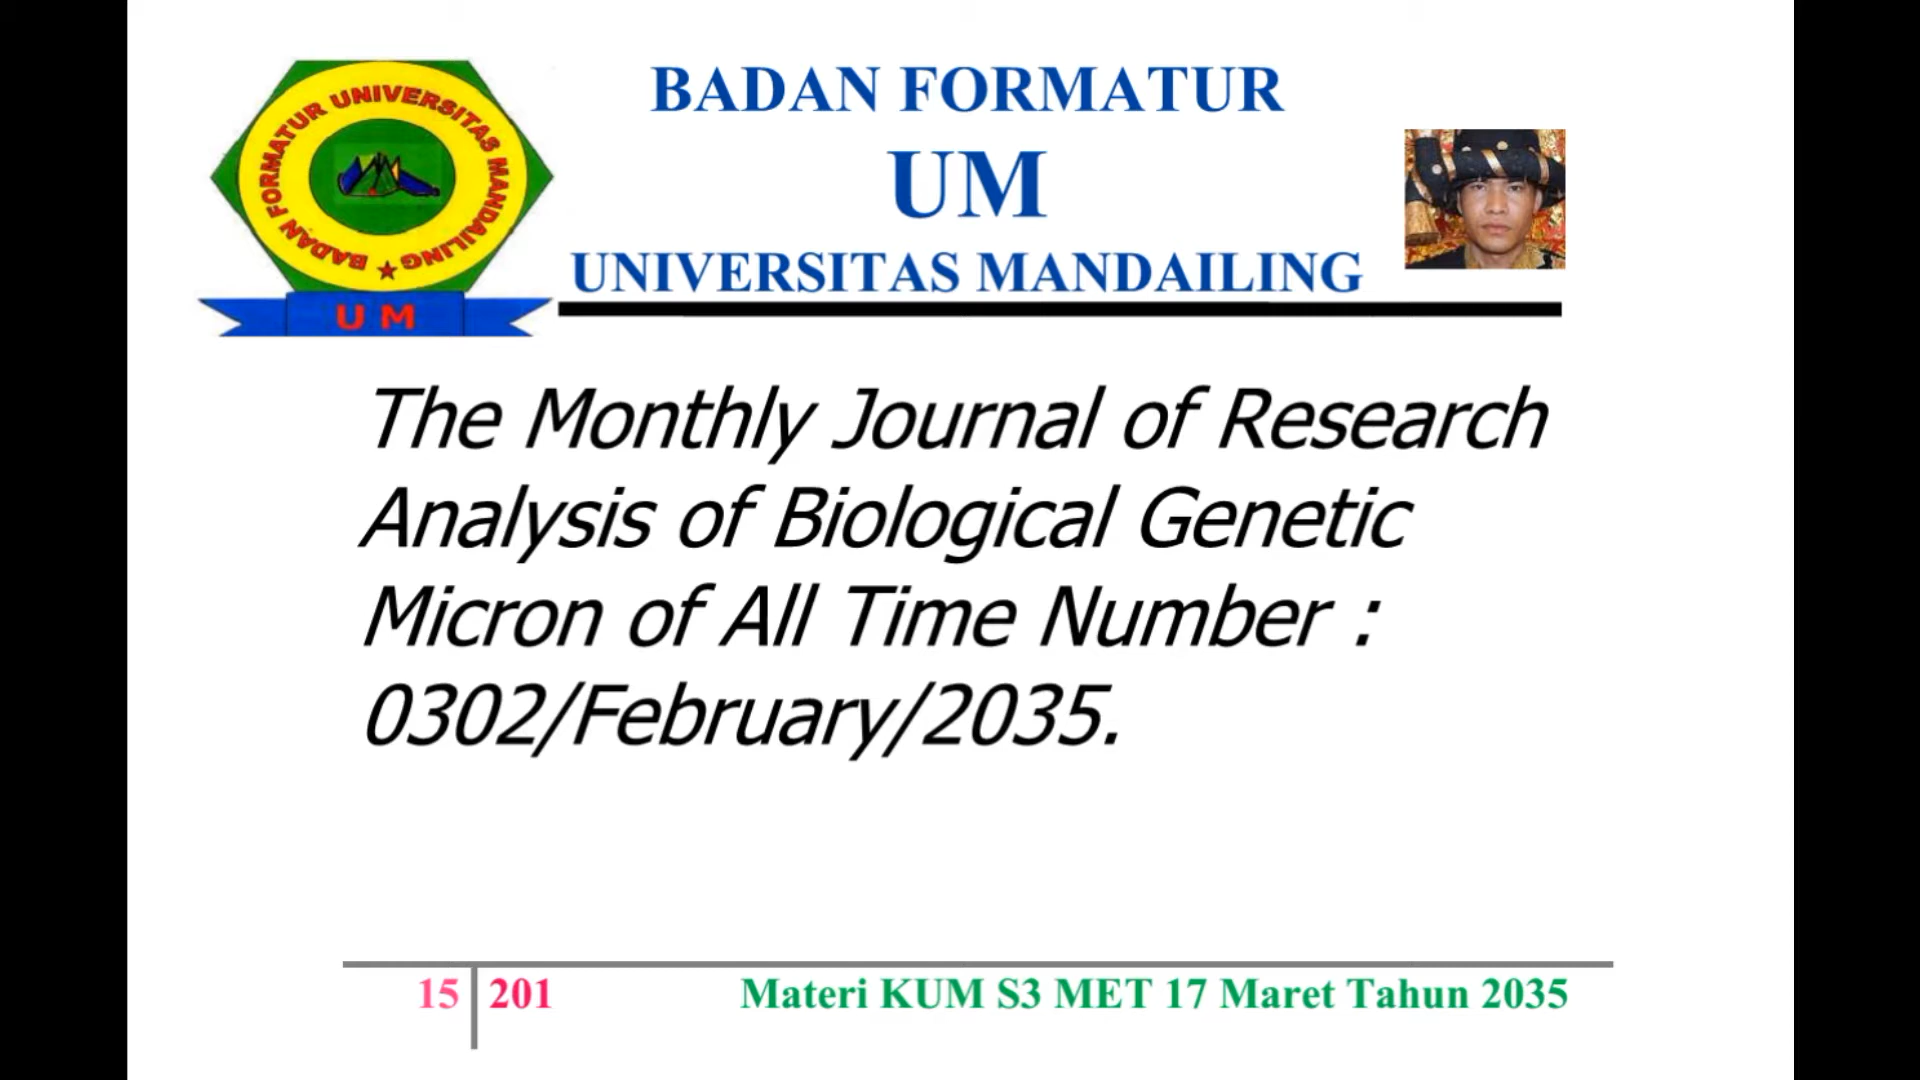 BADAN FORMATUR UNIVERSITAS MANDAILING
BADAN FORMATUR
UM
UNIVERSITAS MANDAILING
U M
The Monthly Journal of Research
Analysis of Biological Genetic
Micron of All Time Number :
0302/February/2035.
15 201 Materi KUM S3 MET 17 Maret Tahun 2035